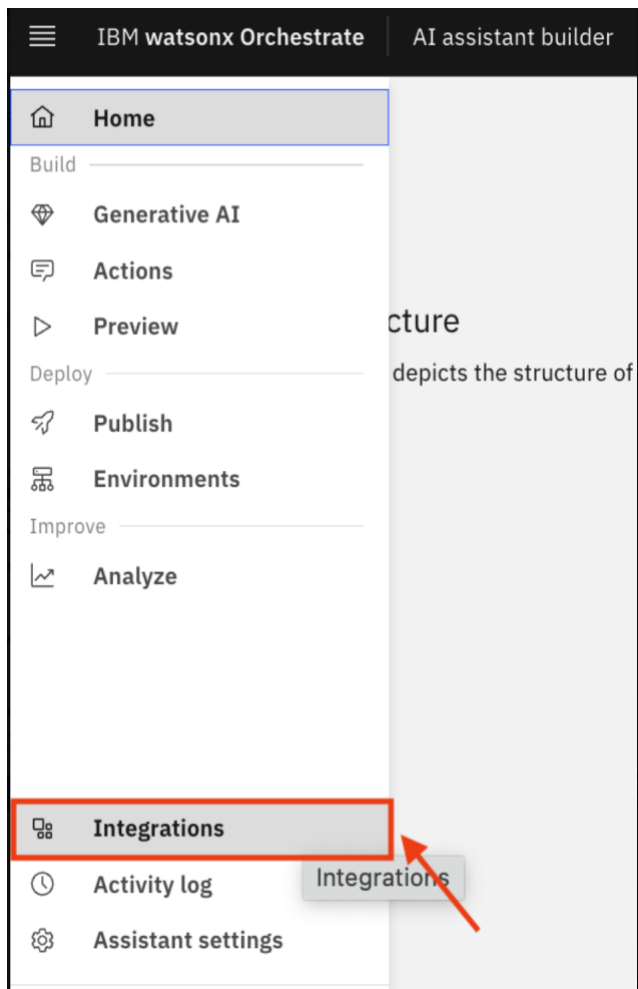 IBM watsonx Orchestrate AI assistant builder
Home
Build
Generative AI
Actions
Preview
cture
Deploy
depicts the structure of
Publish
Environments
Improve
Analyze
Integrations
Integrations
Activity log
Assistant settings